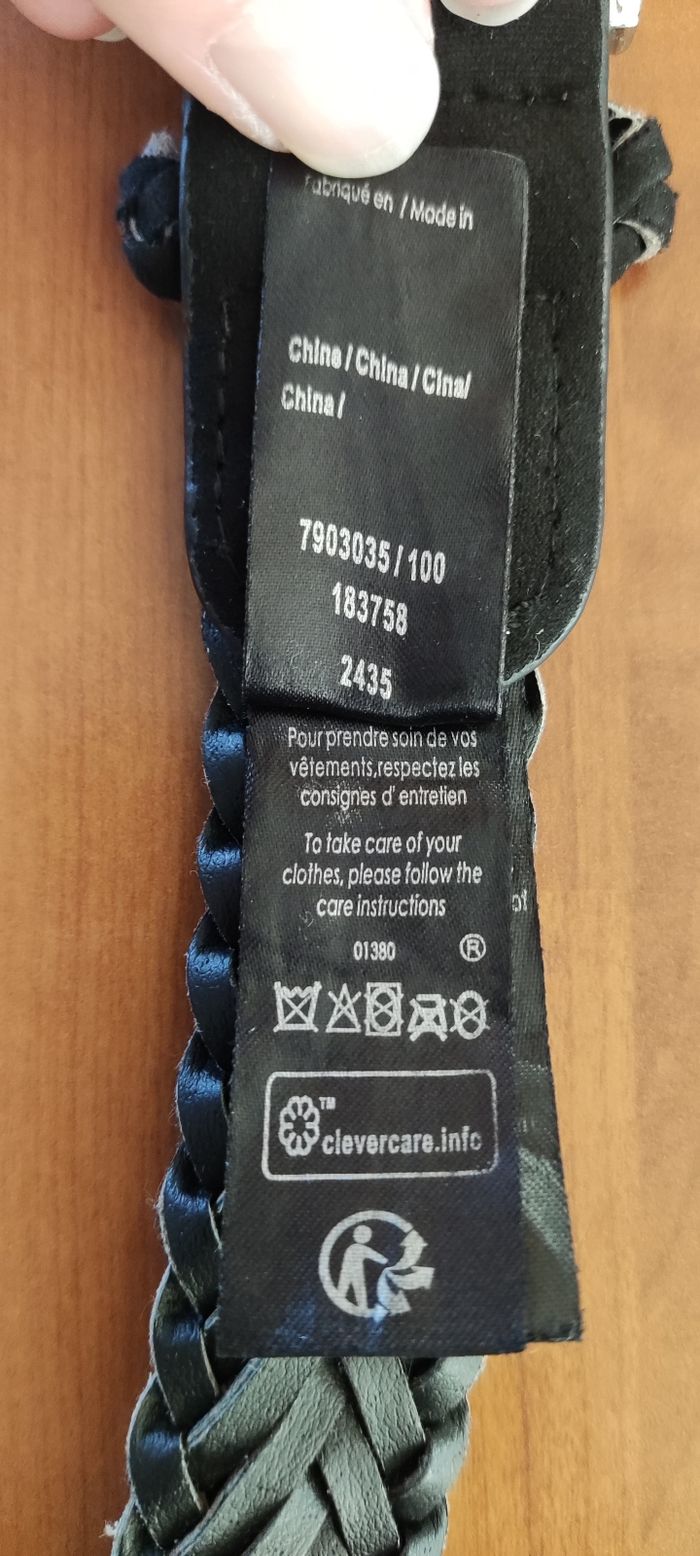 Fabriqué en / Made in
Chine / China / Cina/
China /
7903035 / 100
183758
2435
Pour prendre soin de vos
vêtements,respectez les
consignes d' entretien
To take care of your
clothes, please follow the
care instructions
01380 ®
TM
clevercare.info